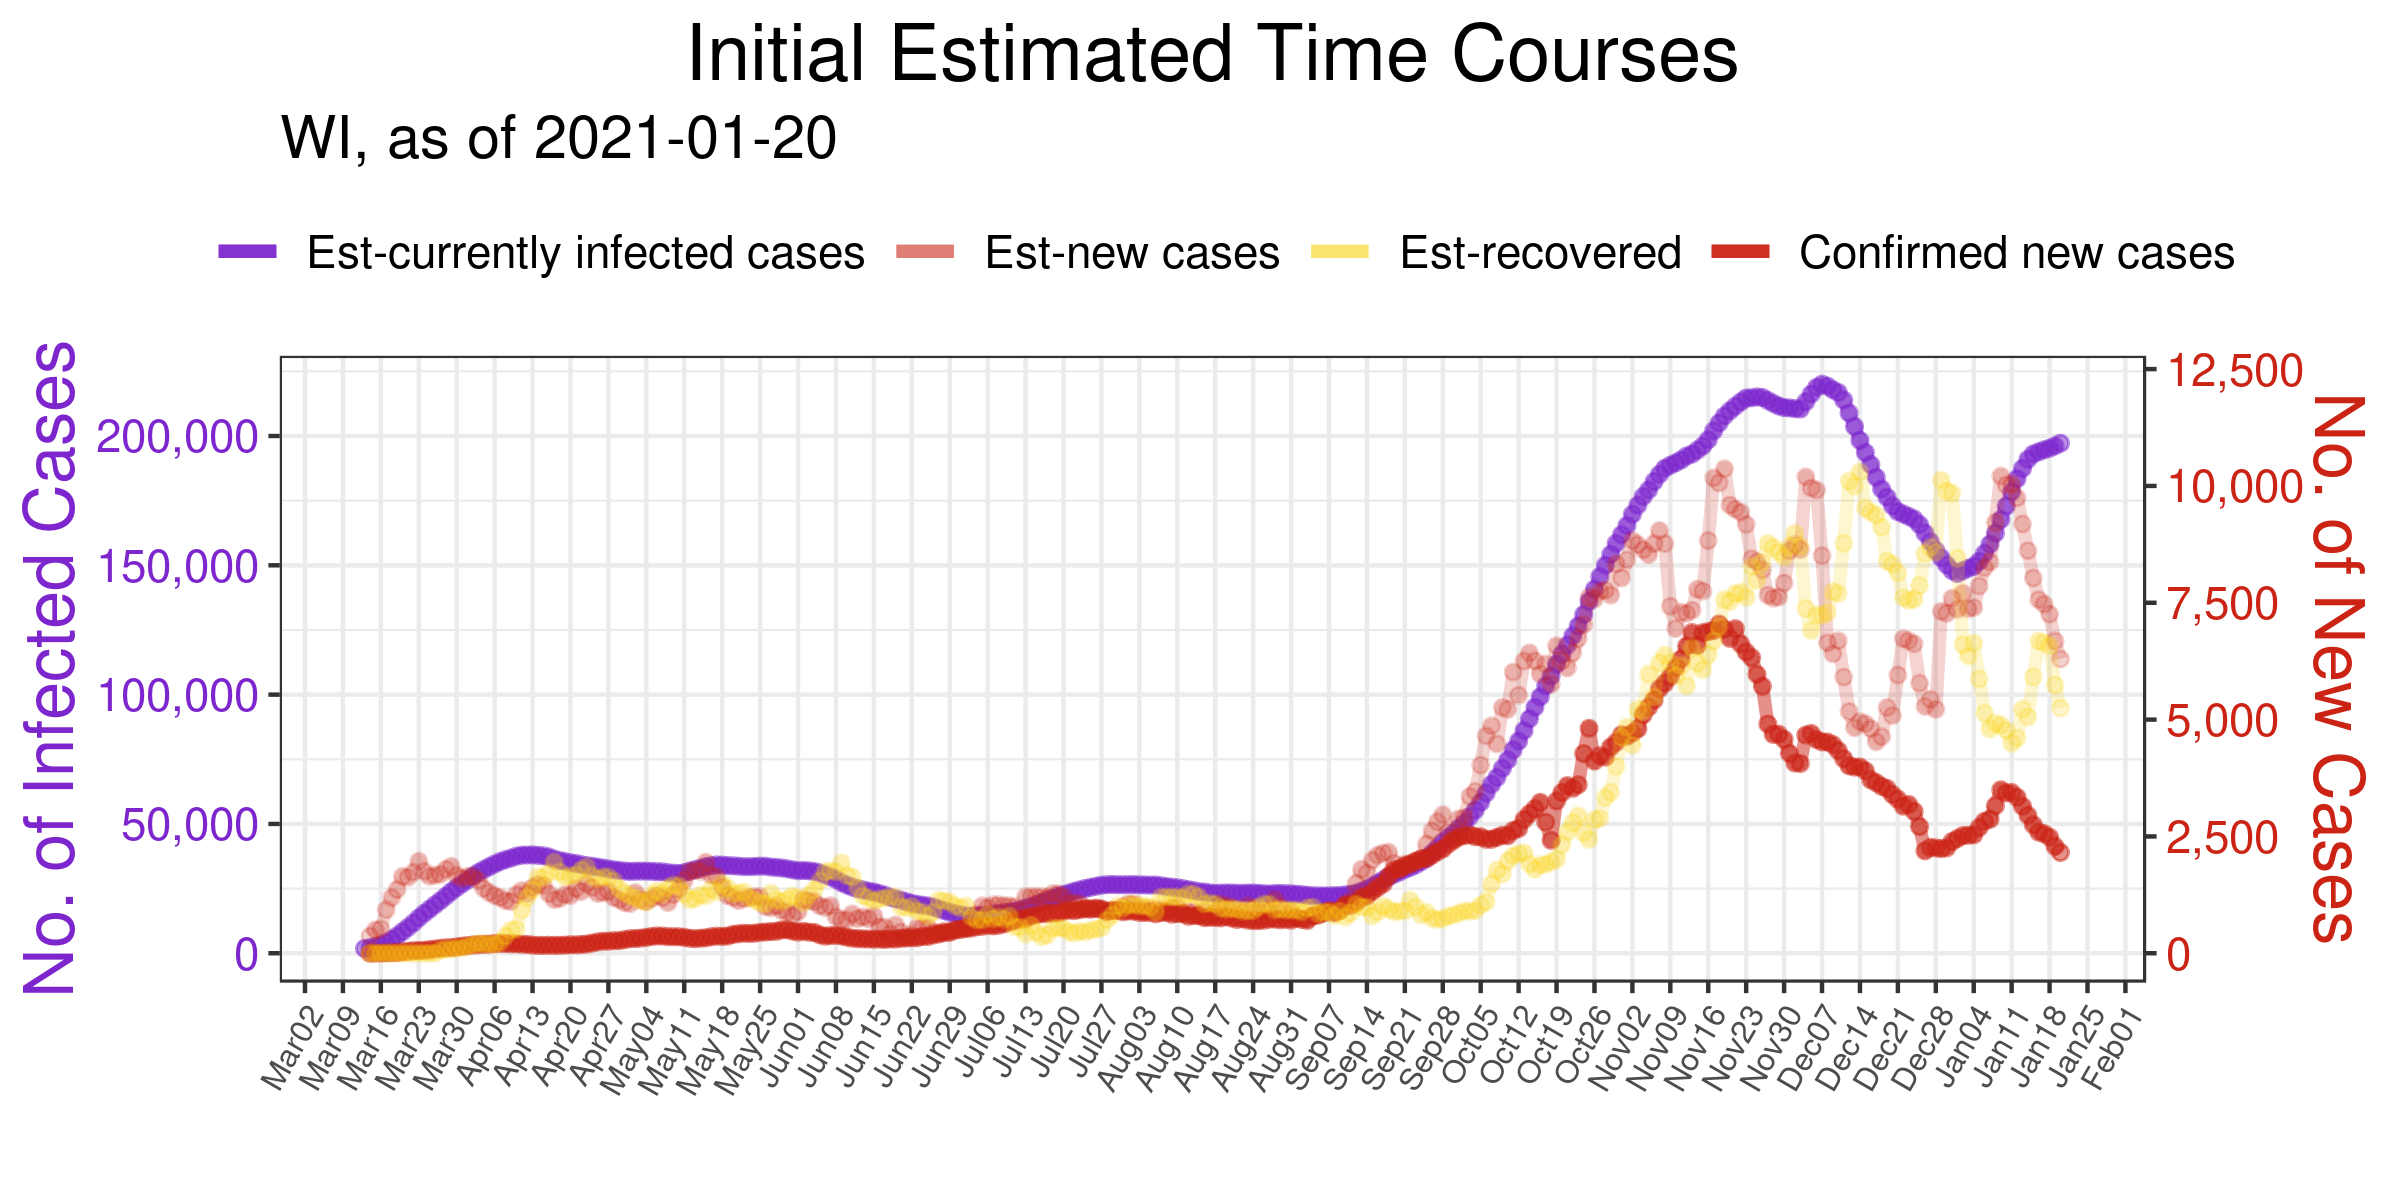 Initial Estimated Time Courses
WI, as of 2021-01-20
Est-currently infected cases Est-new cases Est-recovered Confirmed new cases
No. of Infected Cases
200,000
150,000
100,000
50,000
0
12,500
10,000
7,500
5,000
2,500
0
No. of New Cases
Mar02 Mar09 Mar16 Mar23 Mar30 Apr06 Apr13 Apr20 Apr27 May04 May11 May18 May25 Jun01 Jun08 Jun15 Jun22 Jun29 Jul06 Jul13 Jul20 Jul27 Aug03 Aug10 Aug17 Aug24 Aug31 Sep07 Sep14 Sep21 Sep28 Oct05 Oct12 Oct19 Oct26 Nov02 Nov09 Nov16 Nov23 Nov30 Dec07 Dec14 Dec21 Dec28 Jan04 Jan11 Jan18 Jan25 Feb01